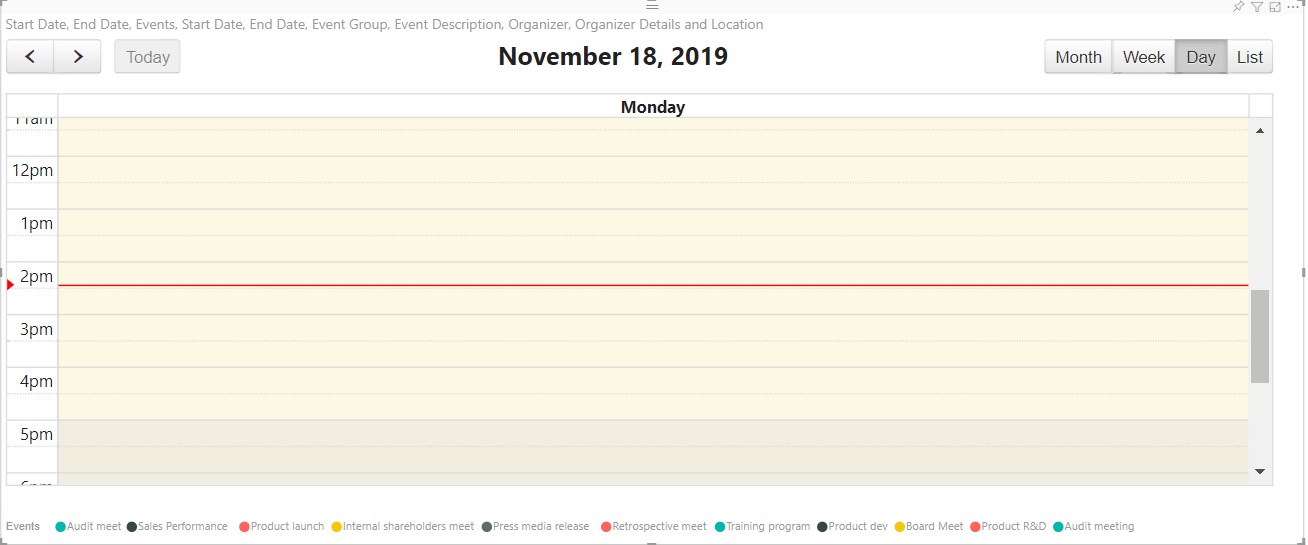 Start Date, End Date, Events, Start Date, End Date, Event Group, Event Description, Organizer, Organizer Details and Location
Today
November 18, 2019
Month Week Day List
Monday
11am
12pm
1pm
2pm
3pm
4pm
5pm
6pm
Events Audit meet Sales Performance Product launch Internal shareholders meet Press media release Retrospective meet Training program Product dev Board Meet Product R&D Audit meeting